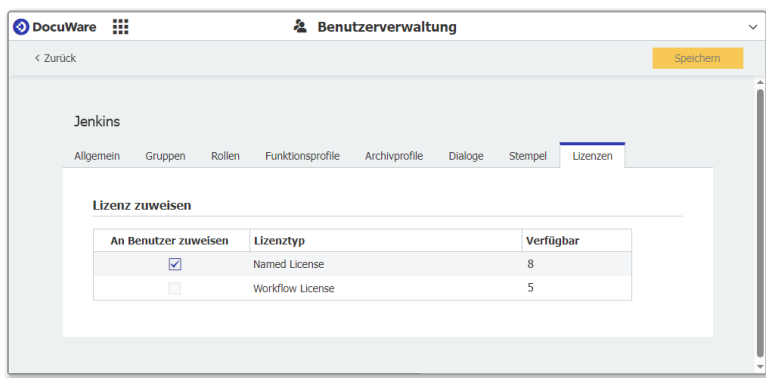 DocuWare Benutzerverwaltung
< Zurück Speichern
Jenkins
Allgemein Gruppen Rollen Funktionsprofile Archivprofile Dialoge Stempel Lizenzen
Lizenz zuweisen
An Benutzer zuweisen Lizenztyp Verfügbar
Named License 8
Workflow License 5